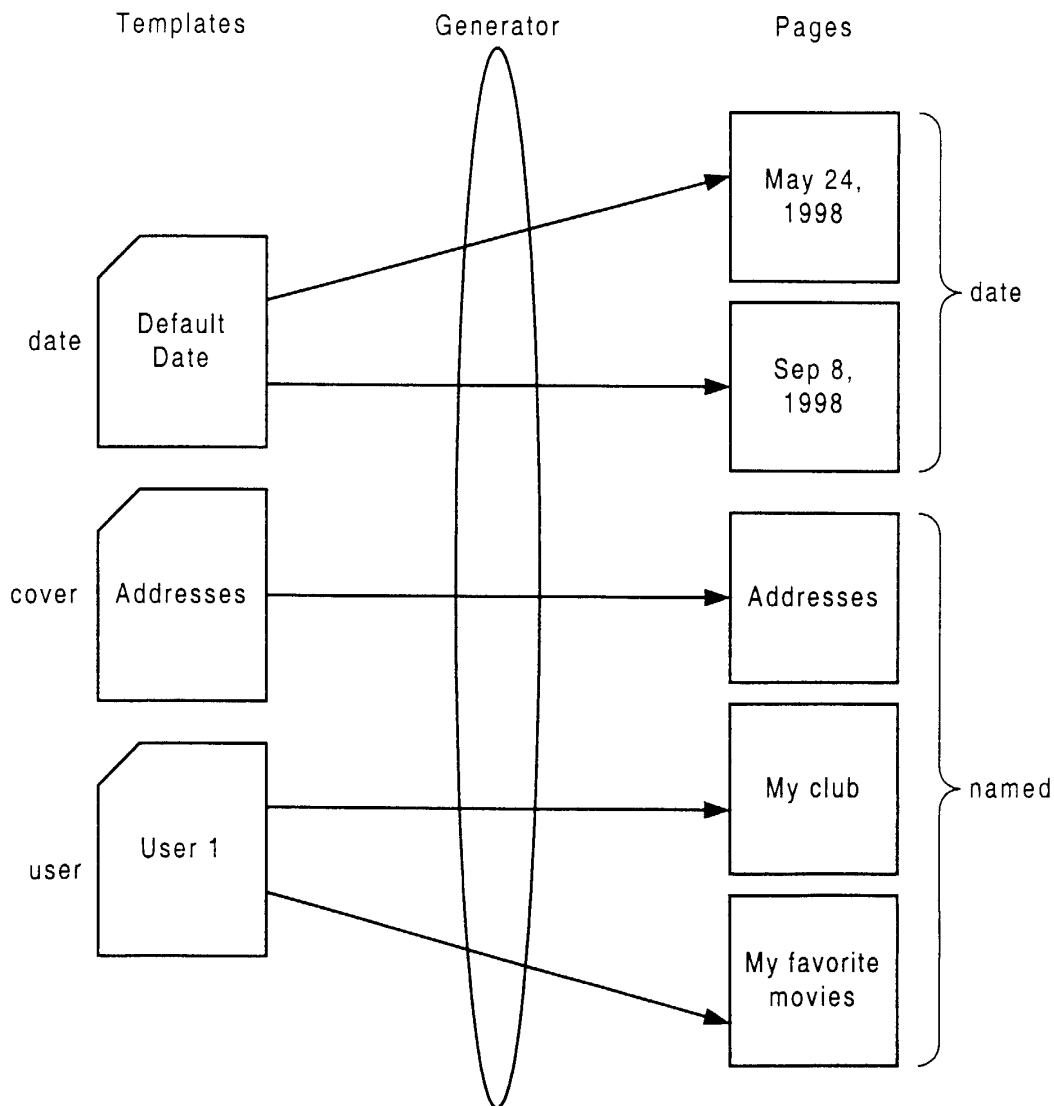 Templates
Generator
Pages
May 24,
1998
date
Default
Date
date
Sep 8,
1998
cover
Addresses
Addresses
My club
named
user
User 1
My favorite
movies